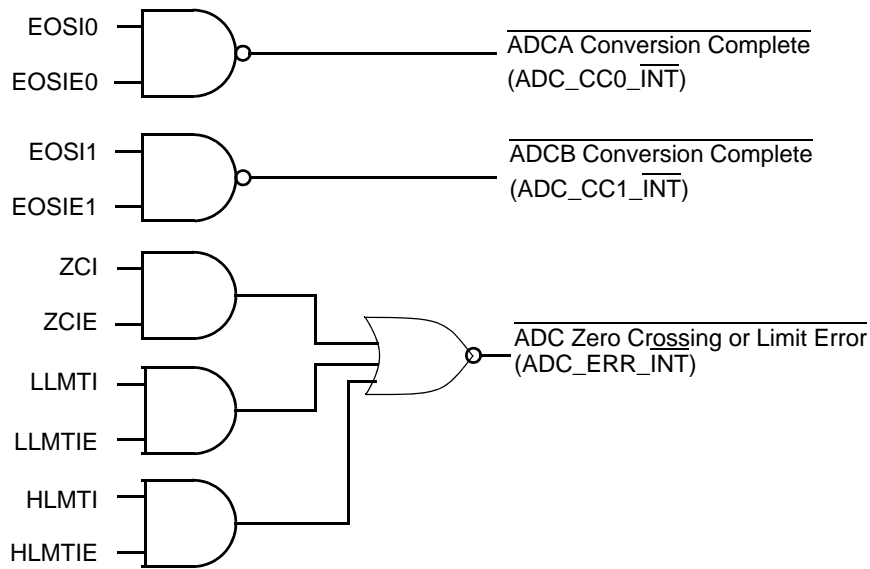 EOSI0
EOSIE0
ADCA Conversion Complete
(ADC_CC0_INT)
EOSI1
EOSIE1
ADCB Conversion Complete
(ADC_CC1_INT)
ZCI
ZCIE
ADC Zero Crossing or Limit Error
(ADC_ERR_INT)
LLMTI
LLMTIE
HLMTI
HLMTIE